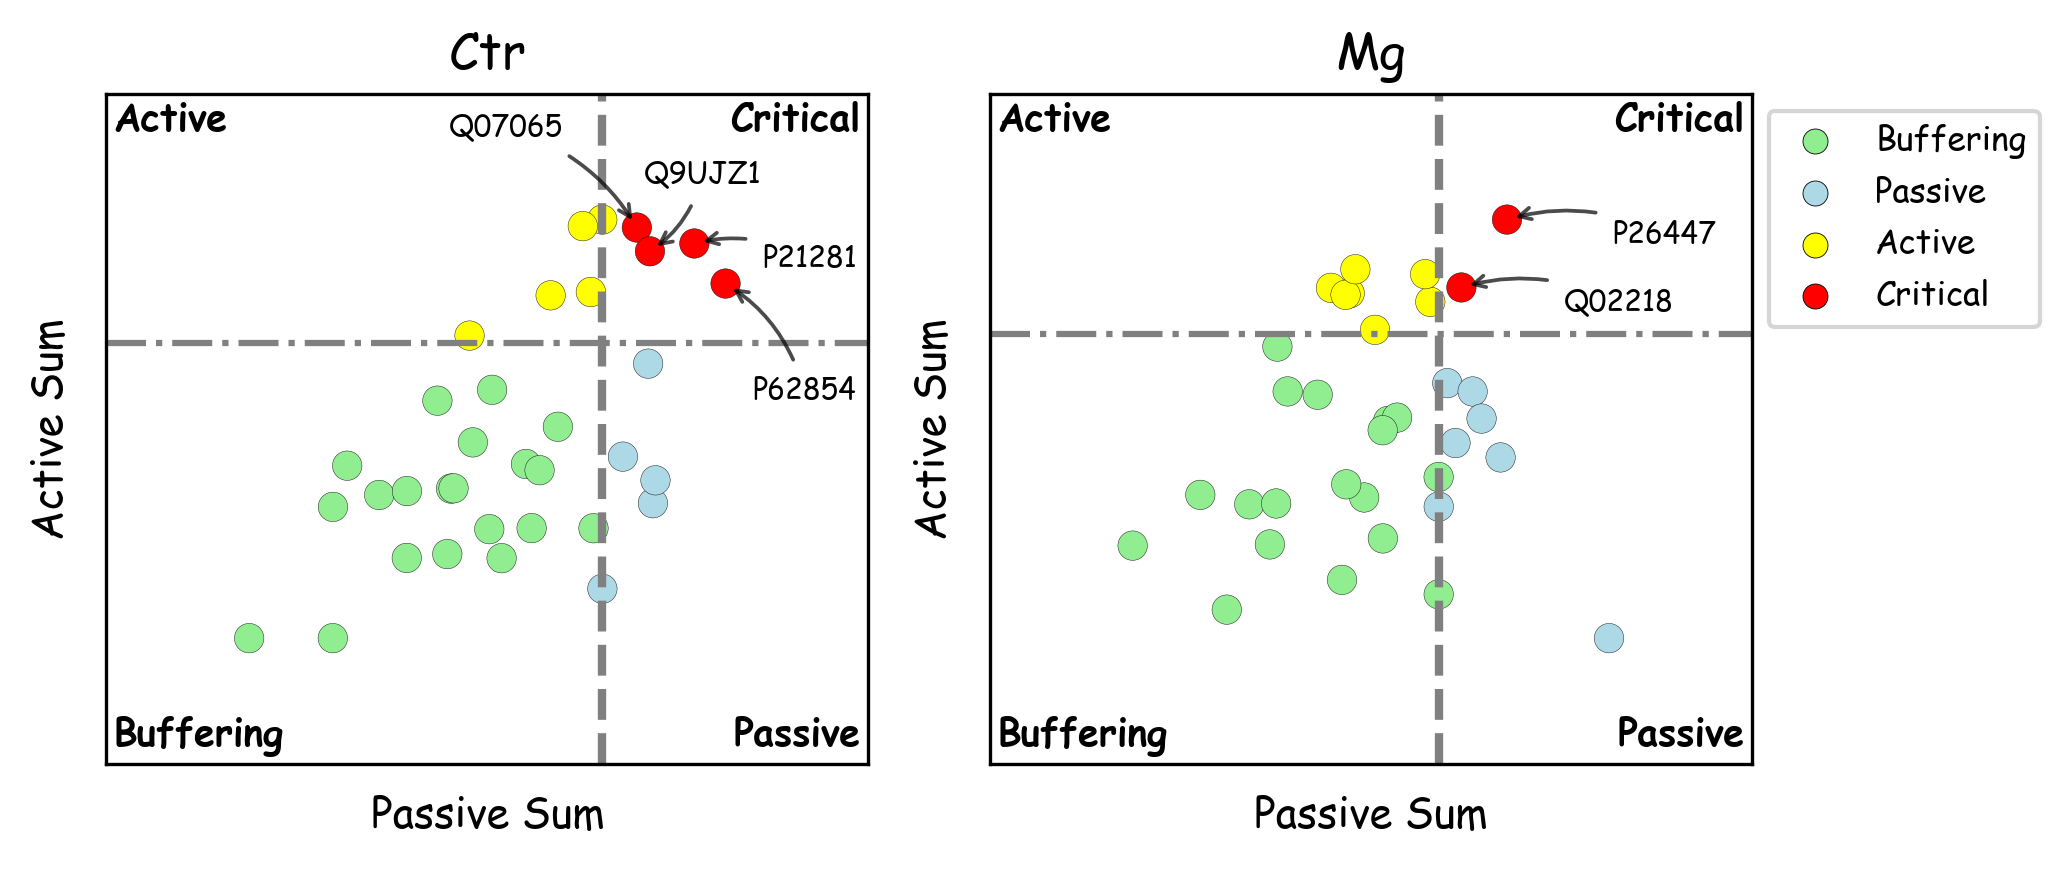 Ctr
Active
Critical
Q07065
Q9UJZ1
P21281
P62854
Buffering
Passive
Active Sum
Passive Sum
Mg
Active
Critical
P26447
Q02218
Buffering
Passive
Active Sum
Passive Sum
Buffering
Passive
Active
Critical